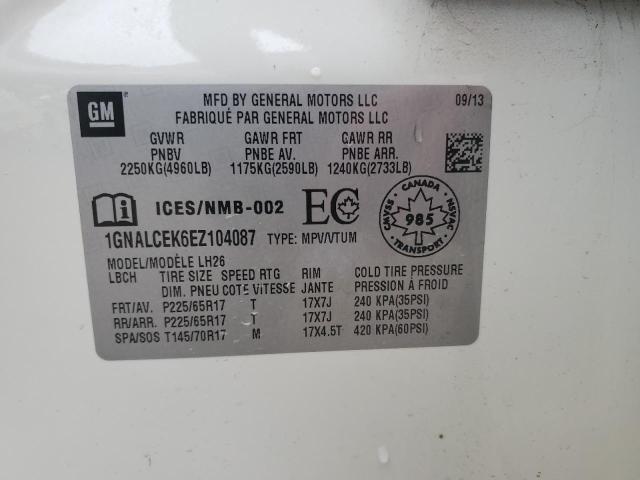 GM
MFD BY GENERAL MOTORS LLC
FABRIQUÉ PAR GENERAL MOTORS LLC
09/13
GVWR GAWR FRT GAWR RR
PNBV PNBE AV. PNBE ARR.
2250KG(4960LB) 1175KG(2590LB) 1240KG(2733LB)
ICES/NMB-002 EC
CANADA
CMVSS 985 NSVAC
TRANSPORT
1GNALCEK6EZ104087 TYPE: MPV/VTUM
MODEL/MODÈLE LH26
LBCH TIRE SIZE SPEED RTG RIM COLD TIRE PRESSURE
DIM. PNEU COTE VITESSE JANTE PRESSION À FROID
FRT/AV. P225/65R17 T 17X7J 240 KPA(35PSI)
RR/ARR. P225/65R17 T 17X7J 240 KPA(35PSI)
SPA/SOS T145/70R17 M 17X4.5T 420 KPA(60PSI)